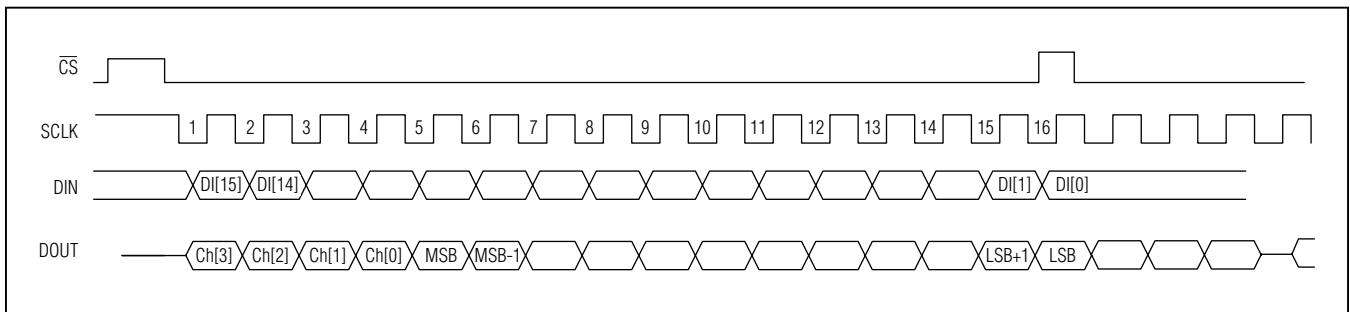 CS
SCLK 1 2 3 4 5 6 7 8 9 10 11 12 13 14 15 16
DIN DI[15] DI[14] DI[1] DI[0]
DOUT Ch[3] Ch[2] Ch[1] Ch[0] MSB MSB-1 LSB+1 LSB